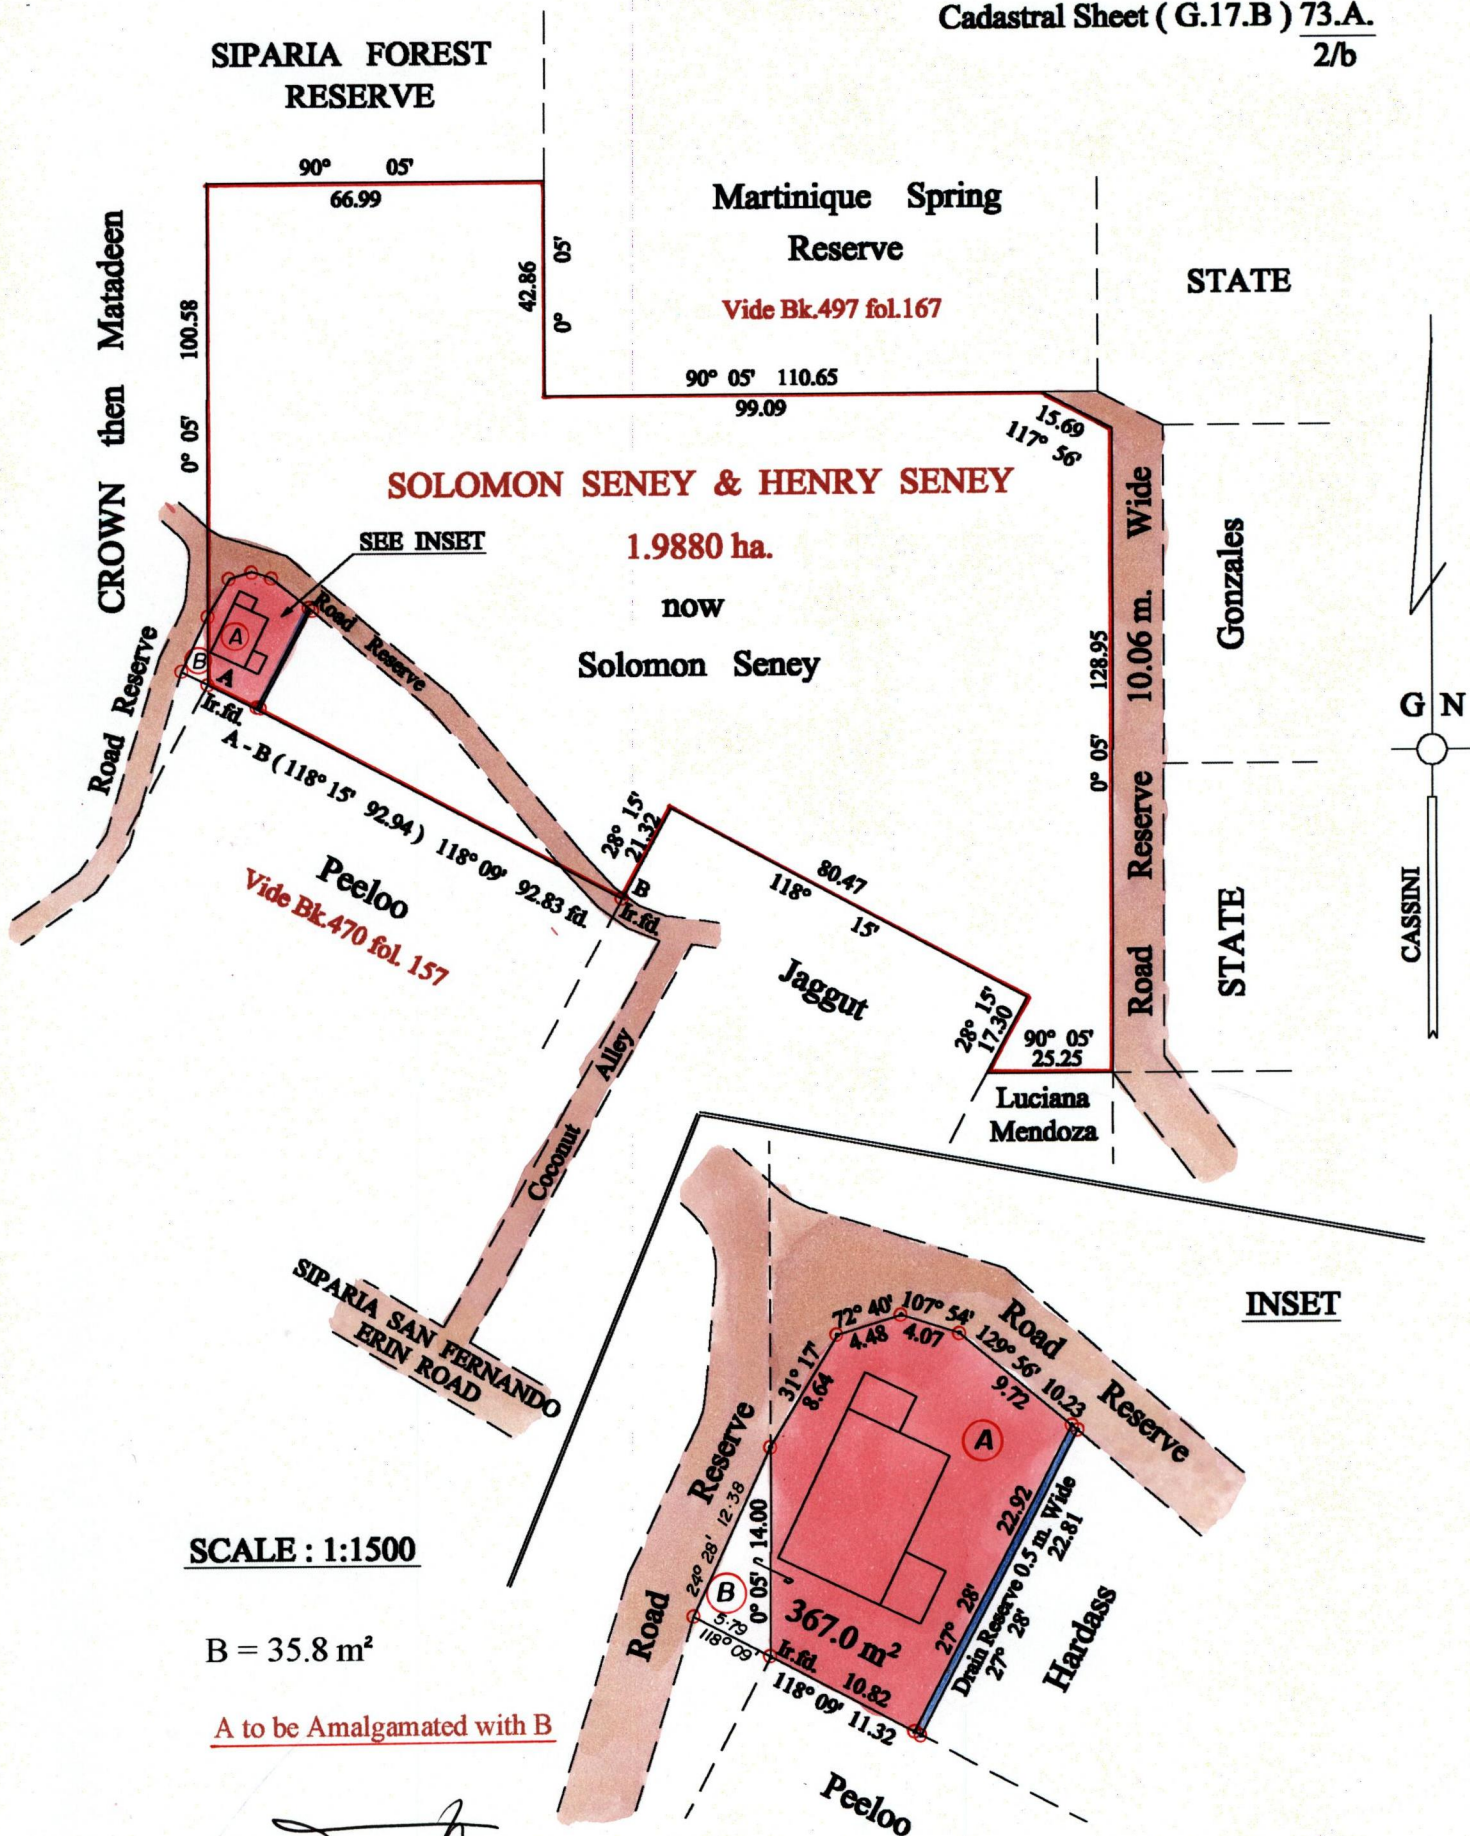 Cadastral Sheet ( G.17.B ) 73.A.
2/b
SIPARIA FOREST
RESERVE
90° 05'
66.99
CROWN then Matadeen
100.58
0° 05'
42.86
0° 05'
Martinique Spring
Reserve
Vide Bk.497 fol.167
STATE
90° 05' 110.65
99.09
15.69
117° 56'
SOLOMON SENEY & HENRY SENEY
1.9880 ha.
now
Solomon Seney
SEE INSET
A
B
A
Ir.fd.
Road Reserve
Road Reserve
128.95
0° 05'
Road Reserve 10.06 m. Wide
Gonzales
STATE
G N
CASSINI
A - B ( 118° 15' 92.94 ) 118° 09' 92.83 fd.
Peeloo
Vide Bk.470 fol. 157
28° 15'
21.32
B
Ir.fd.
80.47
118° 15'
Jaggut
28° 15'
17.30
90° 05'
25.25
Luciana
Mendoza
Coconut Alley
SIPARIA SAN FERNANDO
ERIN ROAD
INSET
72° 40'
4.48
107° 54'
4.07
129° 56' 10.23
9.72
Road Reserve
31° 17'
8.64
A
Road Reserve
24° 28' 12.38
0° 05' 14.00
B
5.79
118° 09'
367.0 m²
Ir.fd.
10.82
118° 09' 11.32
22.92
27° 28'
Drain Reserve 0.5 m. Wide
27° 28' 22.81
Hardass
Peeloo
SCALE : 1:1500
B = 35.8 m²
A to be Amalgamated with B